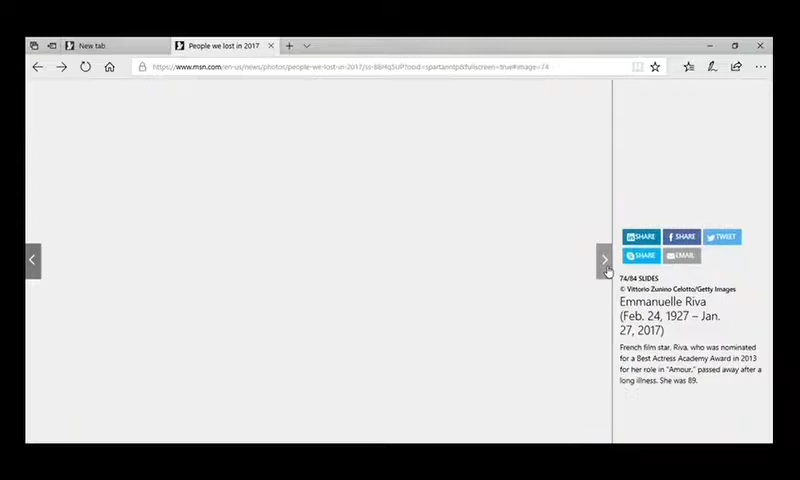 New tab
People we lost in 2017
https://www.msn.com/en-us/news/photos/people-we-lost-in-2017/ss-BBHq5UP?ocid=spartanntp&fullscreen=true#image=74
in SHARE
f SHARE
TWEET
SHARE
EMAIL
74/84 SLIDES
© Vittorio Zunino Celotto/Getty Images
Emmanuelle Riva
(Feb. 24, 1927 – Jan.
27, 2017)
French film star, Riva, who was nominated
for a Best Actress Academy Award in 2013
for her role in "Amour," passed away after a
long illness. She was 89.